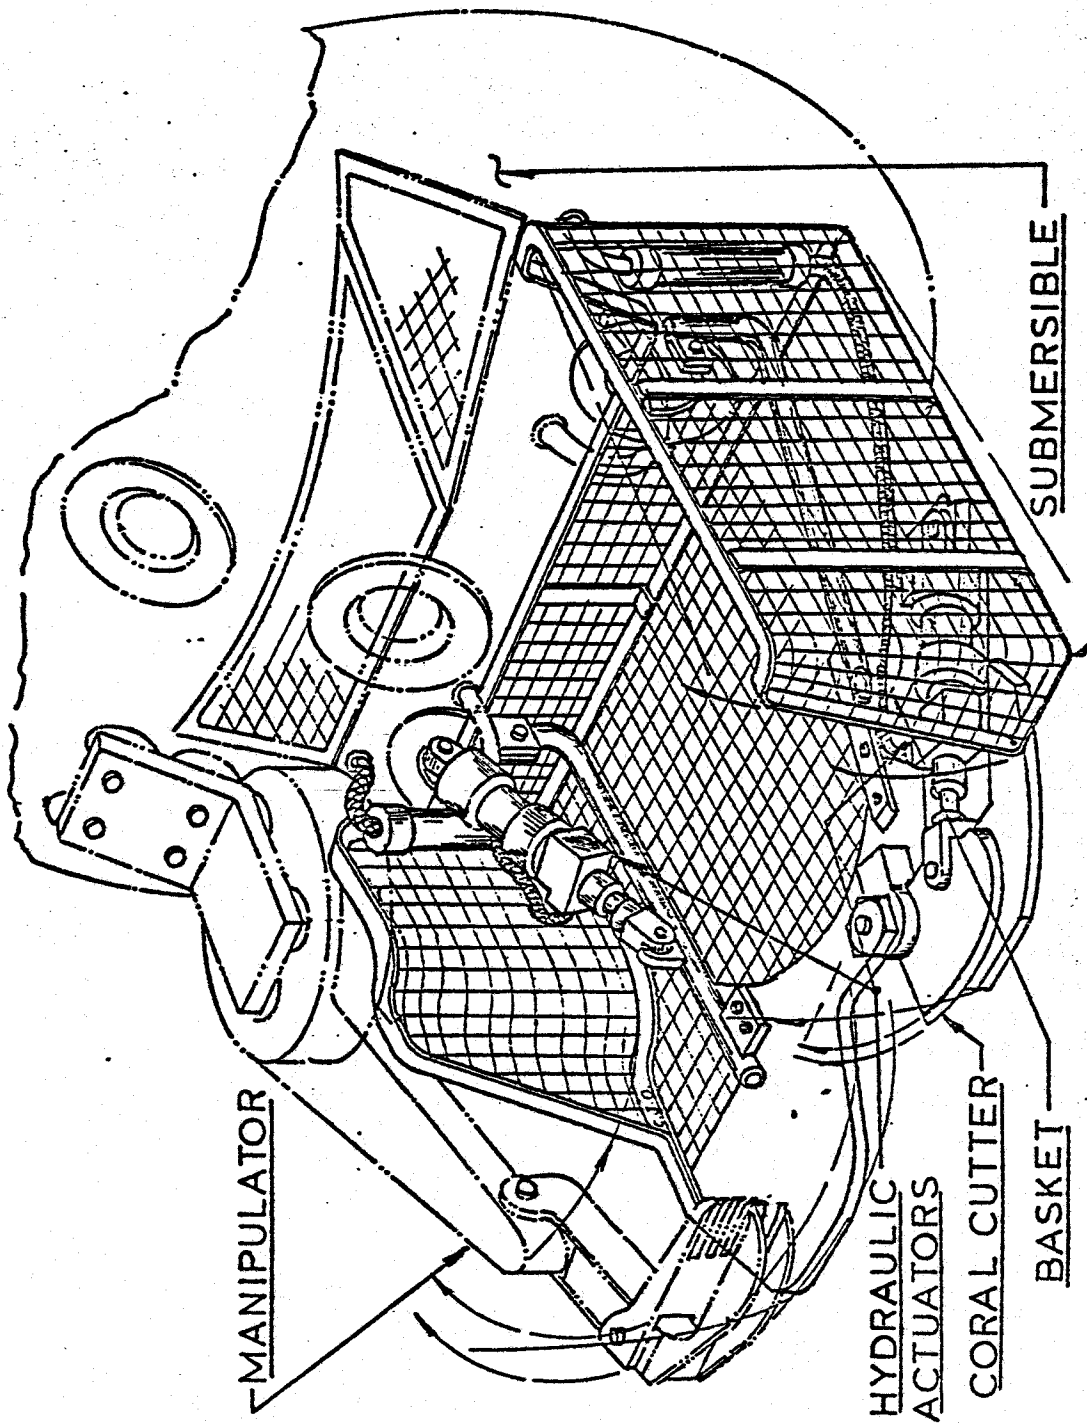 MANIPULATOR
HYDRAULIC
ACTUATORS
CORAL CUTTER
BASKET
SUBMERSIBLE